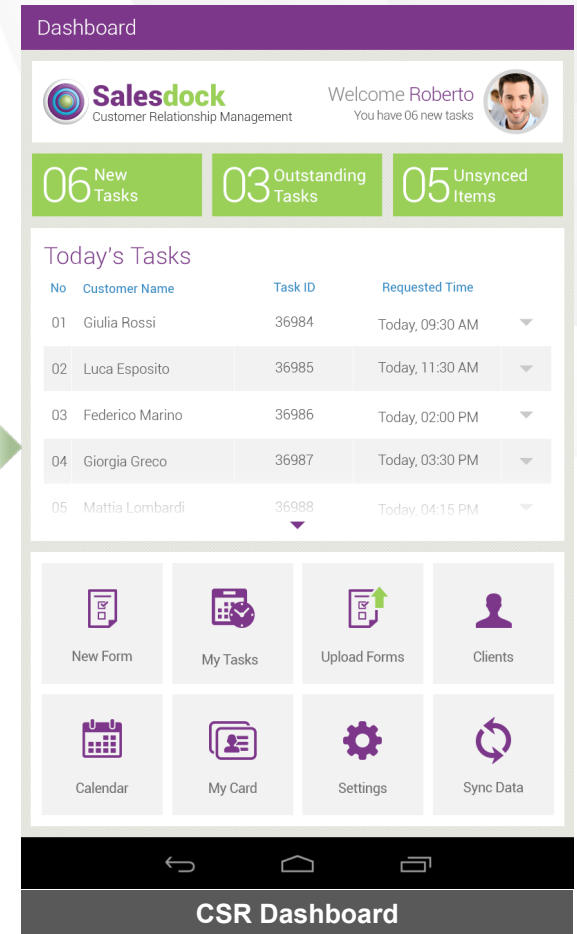 Dashboard
Salesdock
Customer Relationship Management
Welcome Roberto
You have 06 new tasks
06 New Tasks
03 Outstanding Tasks
05 Unsynced Items
Today's Tasks
No Customer Name Task ID Requested Time
01 Giulia Rossi 36984 Today, 09:30 AM
02 Luca Esposito 36985 Today, 11:30 AM
03 Federico Marino 36986 Today, 02:00 PM
04 Giorgia Greco 36987 Today, 03:30 PM
05 Mattia Lombardi 36988 Today, 04:15 PM
New Form My Tasks Upload Forms Clients
Calendar My Card Settings Sync Data
CSR Dashboard